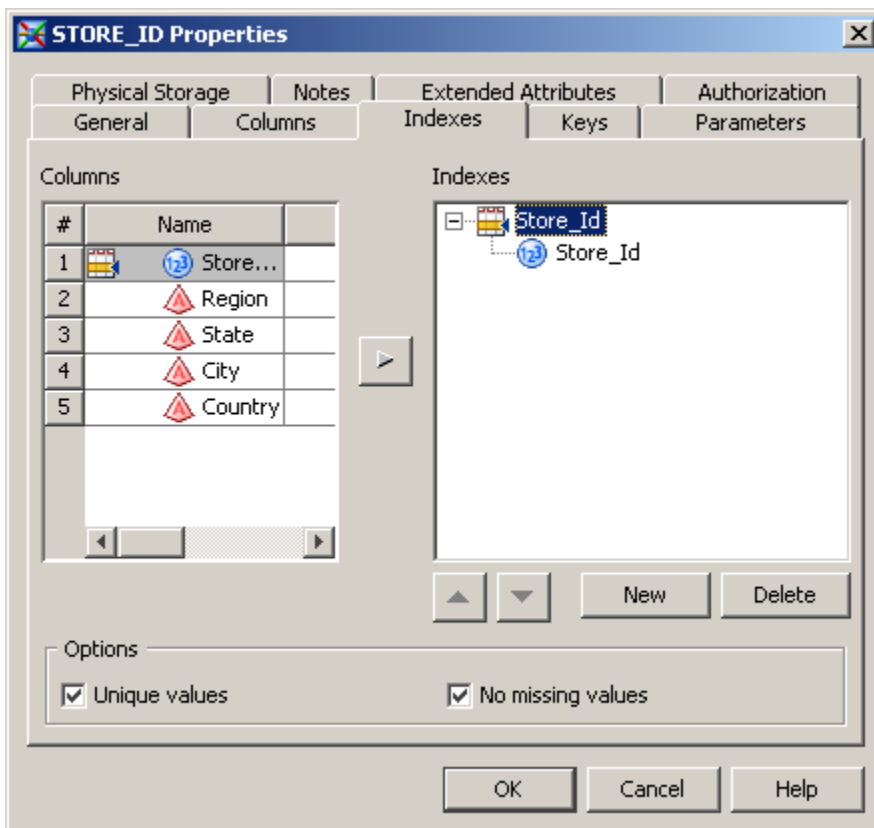 STORE_ID Properties
Physical Storage Notes Extended Attributes Authorization
General Columns Indexes Keys Parameters
Columns
# Name
1 123 Store...
2 A Region
3 A State
4 A City
5 A Country
Indexes
Store_Id
123 Store_Id
New Delete
Options
Unique values No missing values
OK Cancel Help